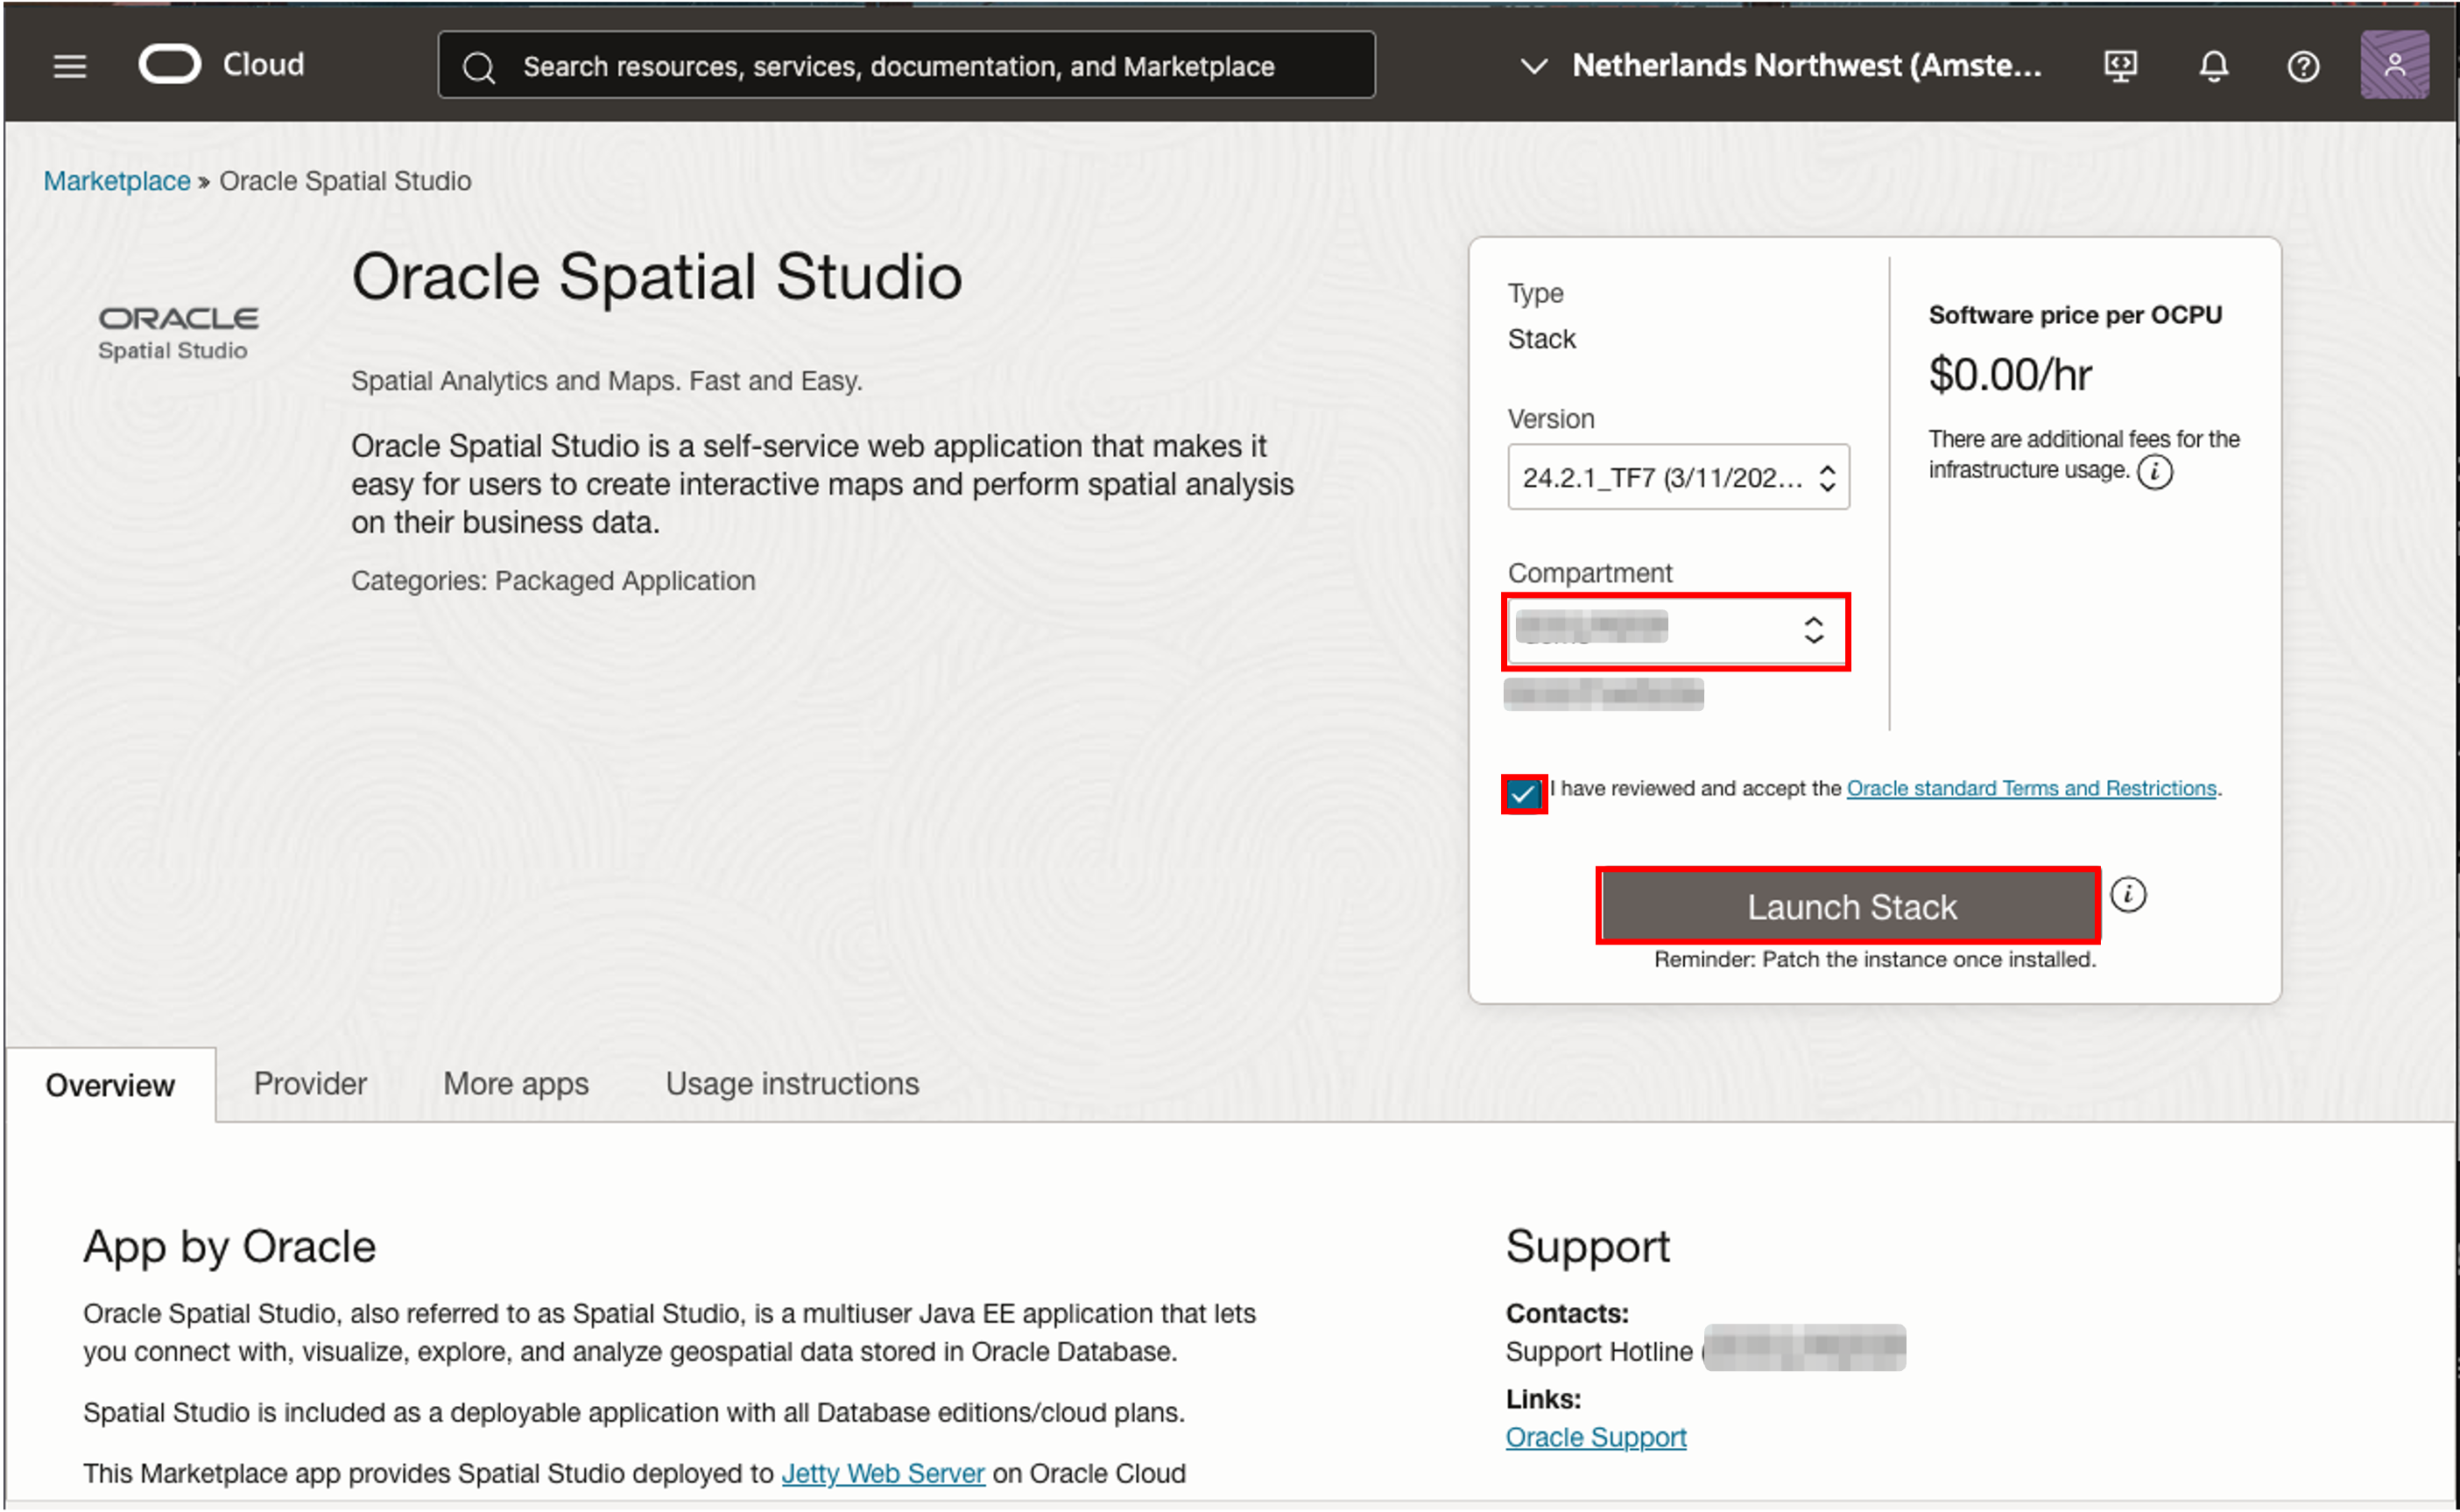 Cloud
Search resources, services, documentation, and Marketplace
Netherlands Northwest (Amste...
Marketplace » Oracle Spatial Studio
ORACLE
Spatial Studio
Oracle Spatial Studio
Spatial Analytics and Maps. Fast and Easy.
Oracle Spatial Studio is a self-service web application that makes it
easy for users to create interactive maps and perform spatial analysis
on their business data.
Categories: Packaged Application
Type
Stack
Version
24.2.1_TF7 (3/11/202...
Compartment
Software price per OCPU
$0.00/hr
There are additional fees for the
infrastructure usage.
I have reviewed and accept the Oracle standard Terms and Restrictions.
Launch Stack
Reminder: Patch the instance once installed.
Overview
Provider
More apps
Usage instructions
App by Oracle
Oracle Spatial Studio, also referred to as Spatial Studio, is a multiuser Java EE application that lets
you connect with, visualize, explore, and analyze geospatial data stored in Oracle Database.
Spatial Studio is included as a deployable application with all Database editions/cloud plans.
This Marketplace app provides Spatial Studio deployed to Jetty Web Server on Oracle Cloud
Support
Contacts:
Support Hotline (
Links:
Oracle Support